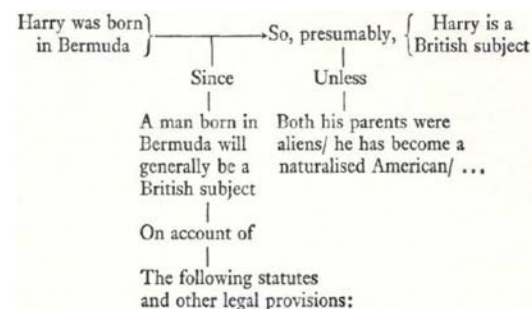 Harry was born
in Bermuda
So, presumably,
Harry is a
British subject
Since
Unless
A man born in
Bermuda will
generally be a
British subject
Both his parents were
aliens/ he has become a
naturalised American/ ...
On account of
The following statutes
and other legal provisions: